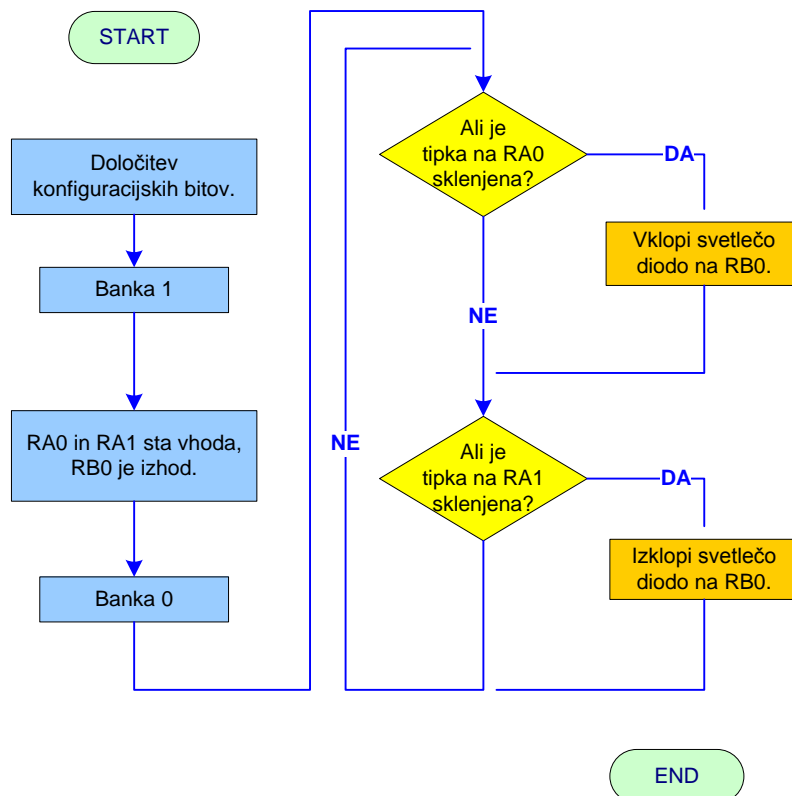 START
Določitev
konfiguracijskih bitov.
Banka 1
RA0 in RA1 sta vhoda,
RB0 je izhod.
Banka 0
Ali je
tipka na RA0
sklenjena?
DA
Vklopi svetlečo
diodo na RB0.
NE
Ali je
tipka na RA1
sklenjena?
DA
Izklopi svetlečo
diodo na RB0.
NE
END